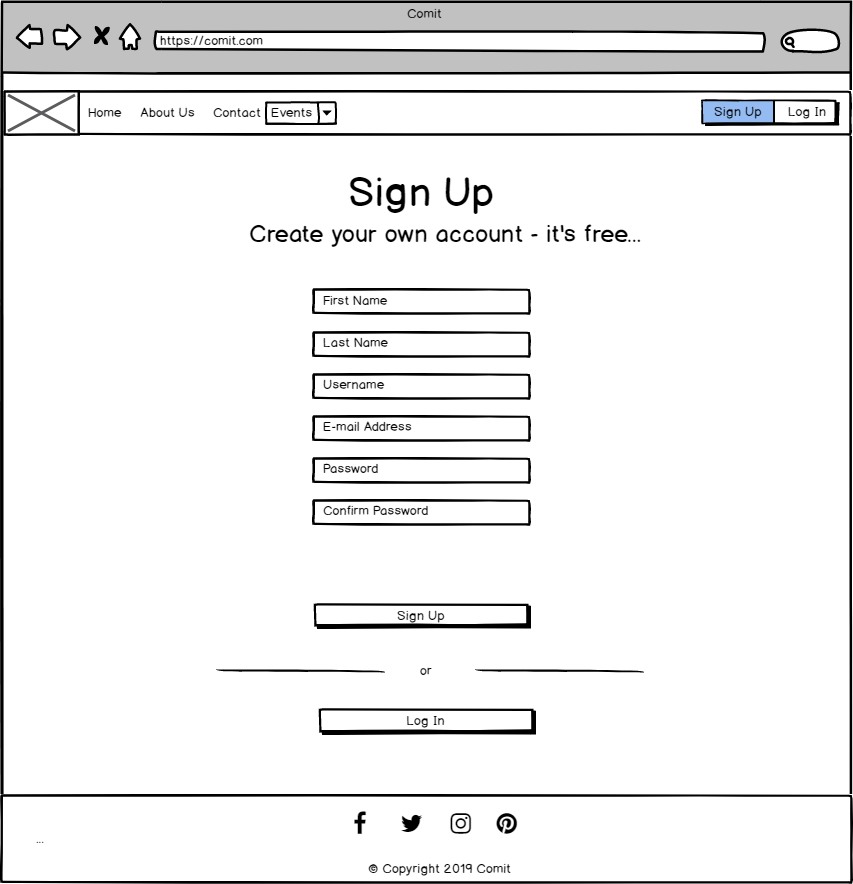 Comit
https://comit.com
Home About Us Contact Events Sign Up Log In
Sign Up
Create your own account - it's free...
First Name
Last Name
Username
E-mail Address
Password
Confirm Password
Sign Up
or
Log In
...
© Copyright 2019 Comit